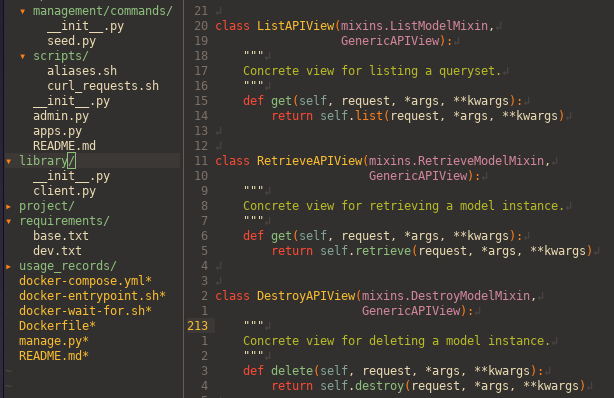 ▾ management/commands/
__init__.py
seed.py
▾ scripts/
aliases.sh
curl_requests.sh
__init__.py
admin.py
apps.py
README.md
▾ library/
__init__.py
client.py
▸ project/
▾ requirements/
base.txt
dev.txt
▸ usage_records/
docker-compose.yml*
docker-entrypoint.sh*
docker-wait-for.sh*
Dockerfile*
manage.py*
README.md*
~
~
21
20 class ListAPIView(mixins.ListModelMixin,
19 GenericAPIView):
18 """
17 Concrete view for listing a queryset.
16 """
15 def get(self, request, *args, **kwargs):
14 return self.list(request, *args, **kwargs)
13
12
11 class RetrieveAPIView(mixins.RetrieveModelMixin,
10 GenericAPIView):
9 """
8 Concrete view for retrieving a model instance.
7 """
6 def get(self, request, *args, **kwargs):
5 return self.retrieve(request, *args, **kwargs)
4
3
2 class DestroyAPIView(mixins.DestroyModelMixin,
1 GenericAPIView):
213 """
1 Concrete view for deleting a model instance.
2 """
3 def delete(self, request, *args, **kwargs):
4 return self.destroy(request, *args, **kwargs)